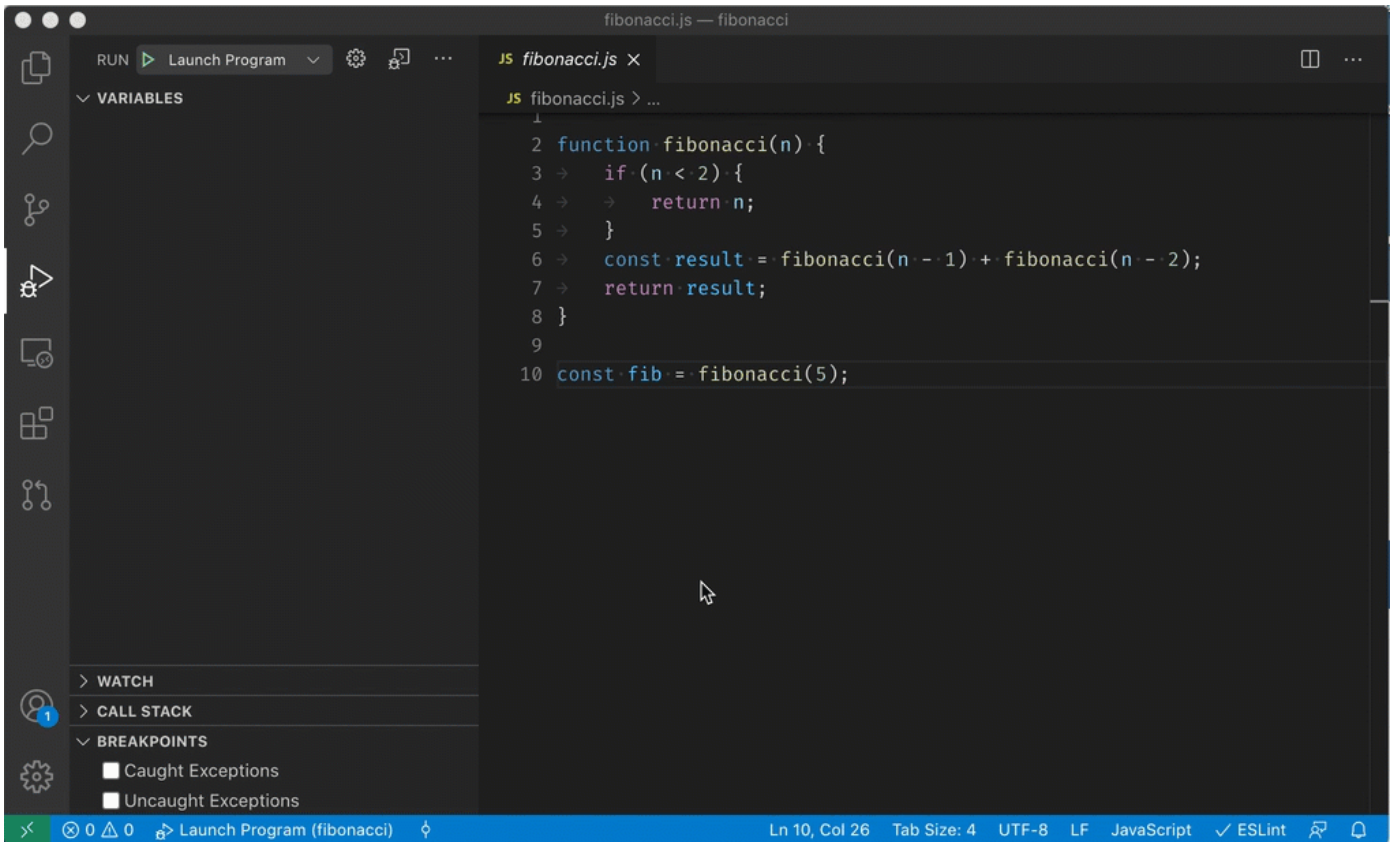 fibonacci.js — fibonacci
RUN Launch Program ...
VARIABLES
WATCH
CALL STACK
BREAKPOINTS
Caught Exceptions
Uncaught Exceptions
JS fibonacci.js
JS fibonacci.js > ...
1
2 function fibonacci(n) {
3 if (n < 2) {
4 return n;
5 }
6 const result = fibonacci(n - 1) + fibonacci(n - 2);
7 return result;
8 }
9
10 const fib = fibonacci(5);
1
0 0 Launch Program (fibonacci) Ln 10, Col 26 Tab Size: 4 UTF-8 LF JavaScript ESLint